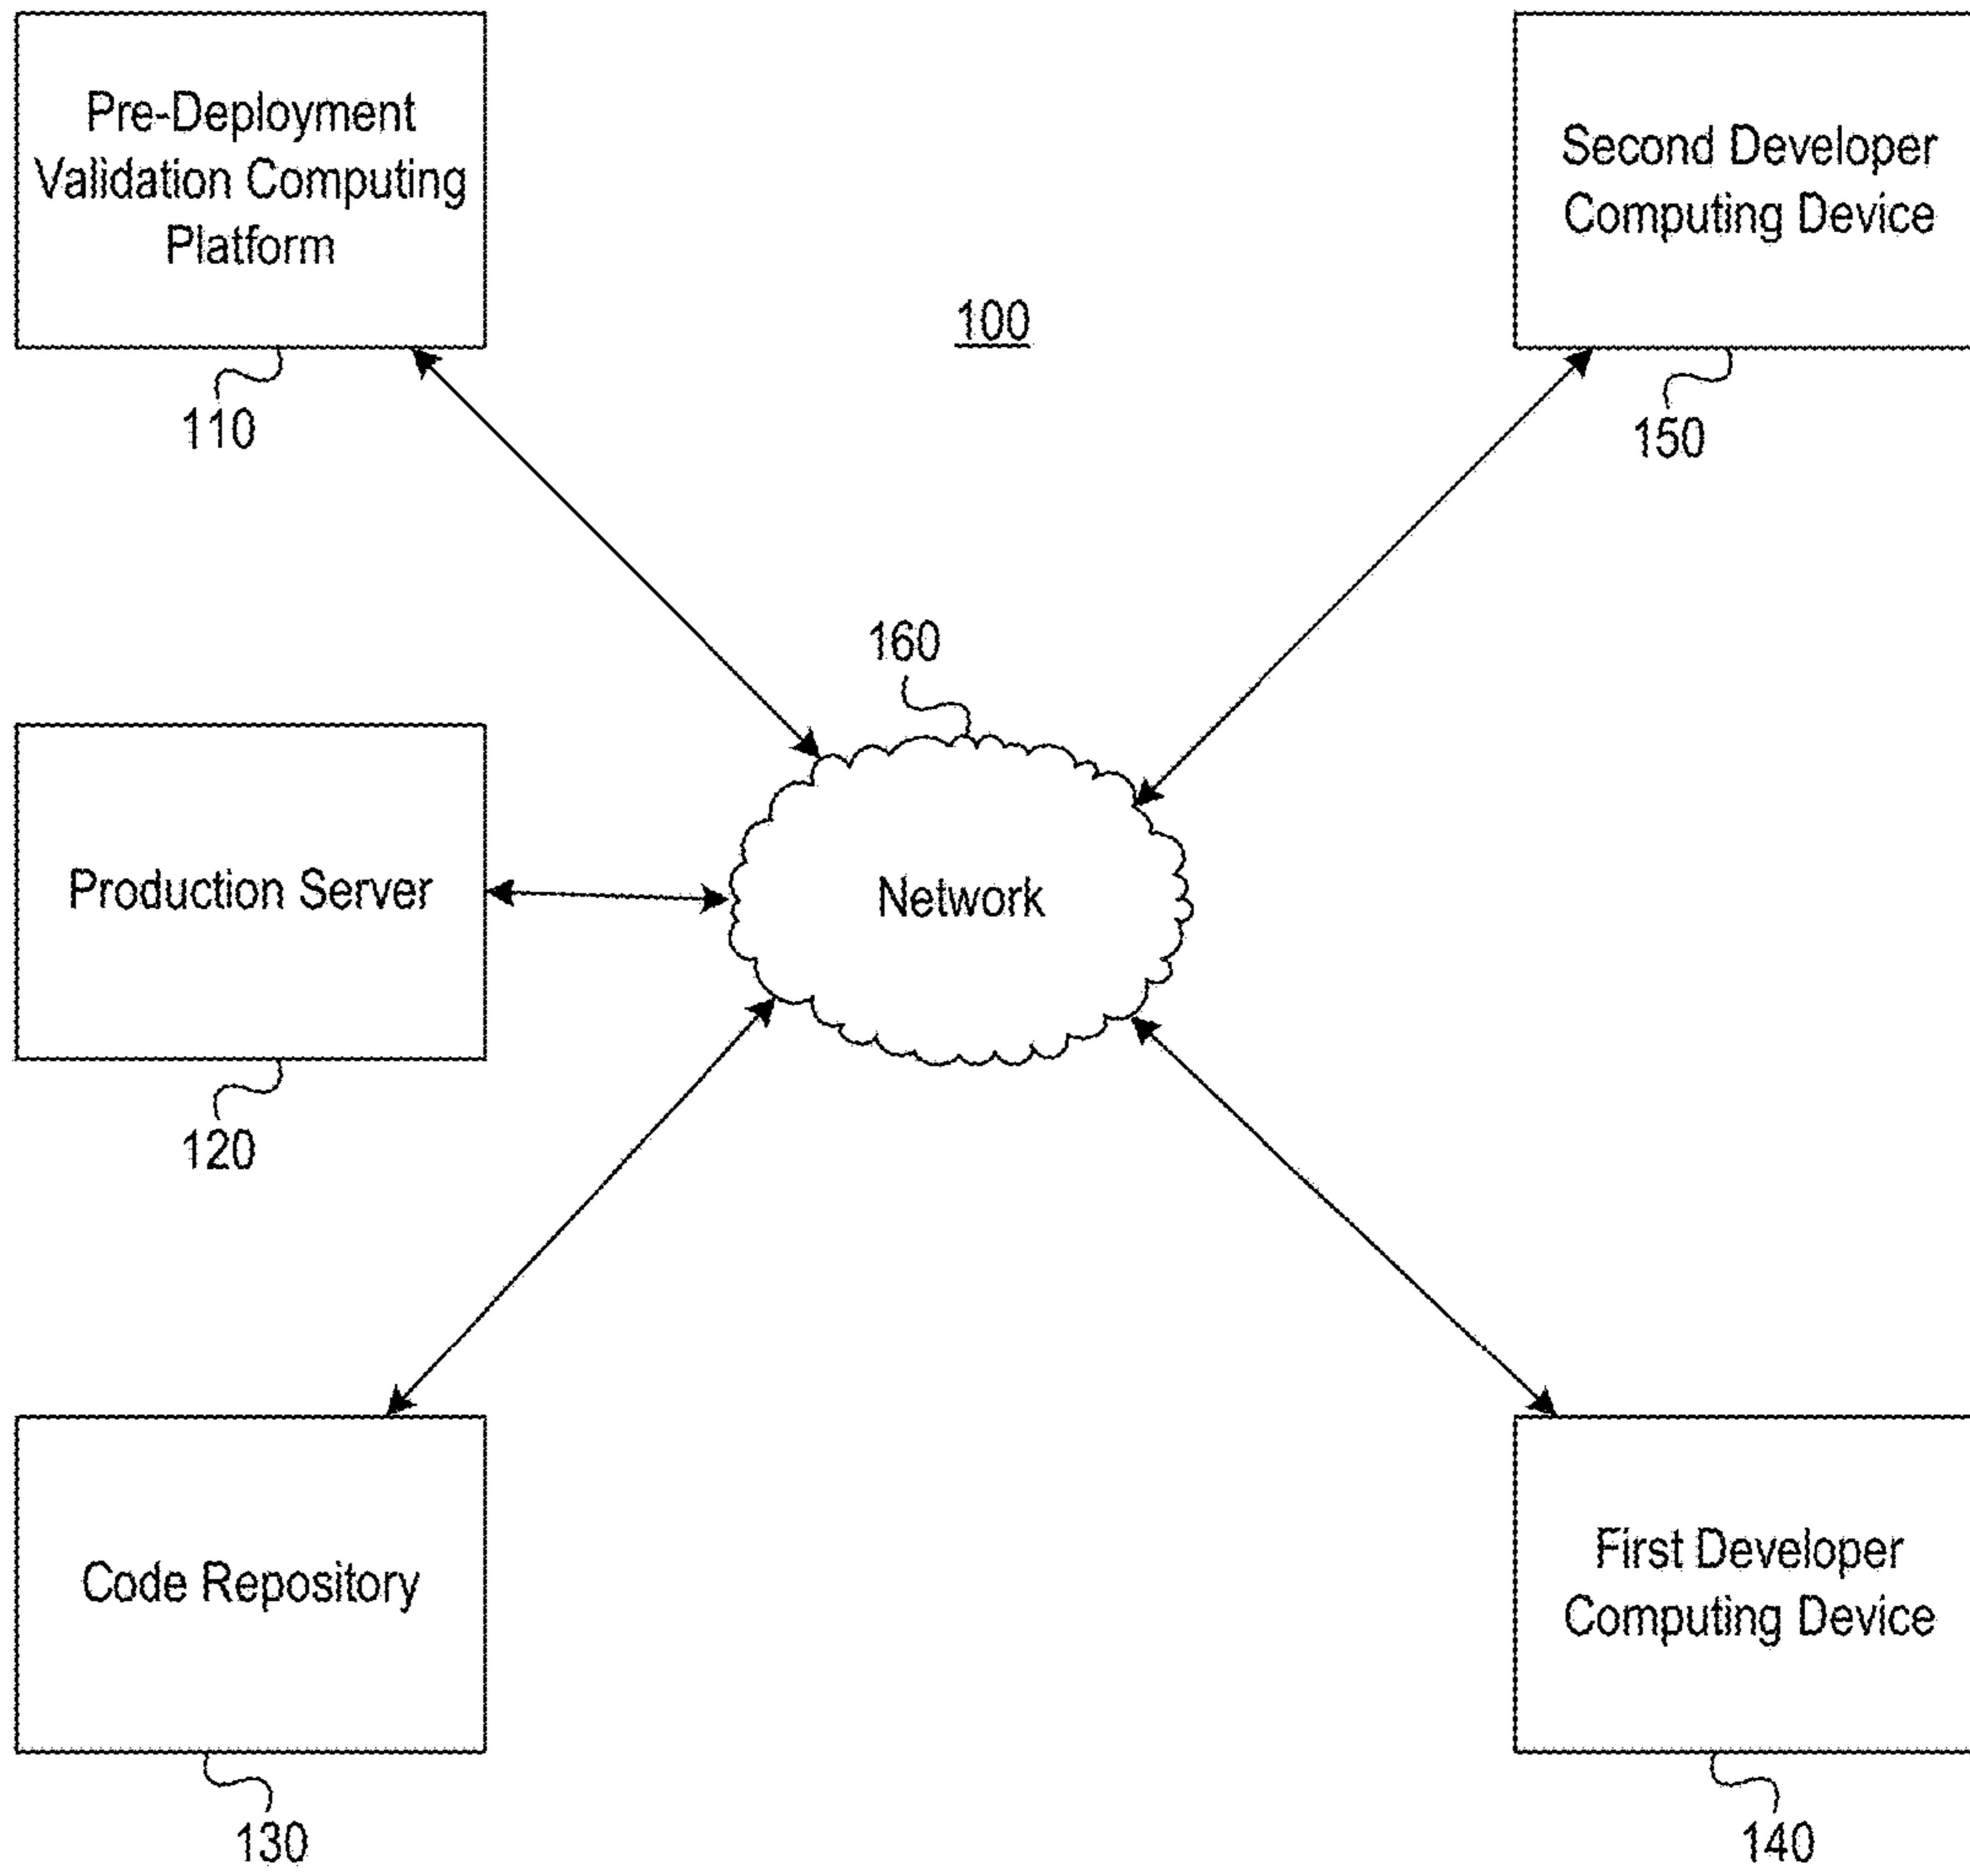 Pre-Deployment
Validation Computing
Platform
110
100
Second Developer
Computing Device
150
160
Production Server
120
Network
Code Repository
130
First Developer
Computing Device
140